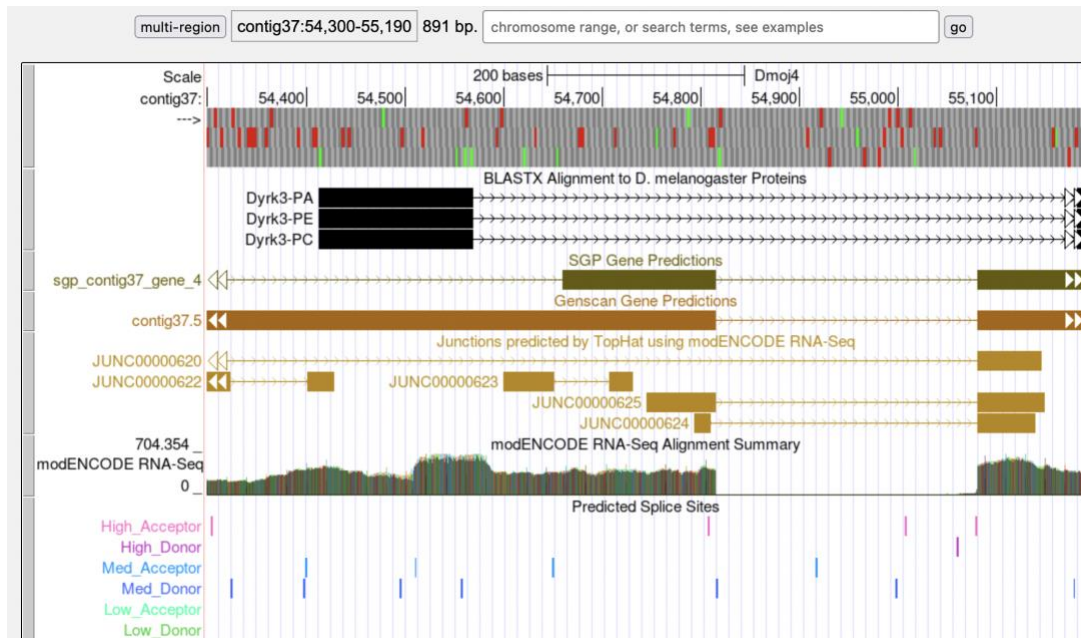 multi-region contig37:54,300-55,190 891 bp. chromosome range, or search terms, see examples go
Scale 200 bases Dmoj4
contig37: 54,400 54,500 54,600 54,700 54,800 54,900 55,000 55,100
--->
BLASTX Alignment to D. melanogaster Proteins
Dyrk3-PA
Dyrk3-PE
Dyrk3-PC
SGP Gene Predictions
sgp_contig37_gene_4
Genscan Gene Predictions
contig37.5
Junctions predicted by TopHat using modENCODE RNA-Seq
JUNC00000620
JUNC00000622 JUNC00000623
JUNC00000625
JUNC00000624
704.354 _ modENCODE RNA-Seq Alignment Summary
modENCODE RNA-Seq
0 _
Predicted Splice Sites
High_Acceptor
High_Donor
Med_Acceptor
Med_Donor
Low_Acceptor
Low_Donor